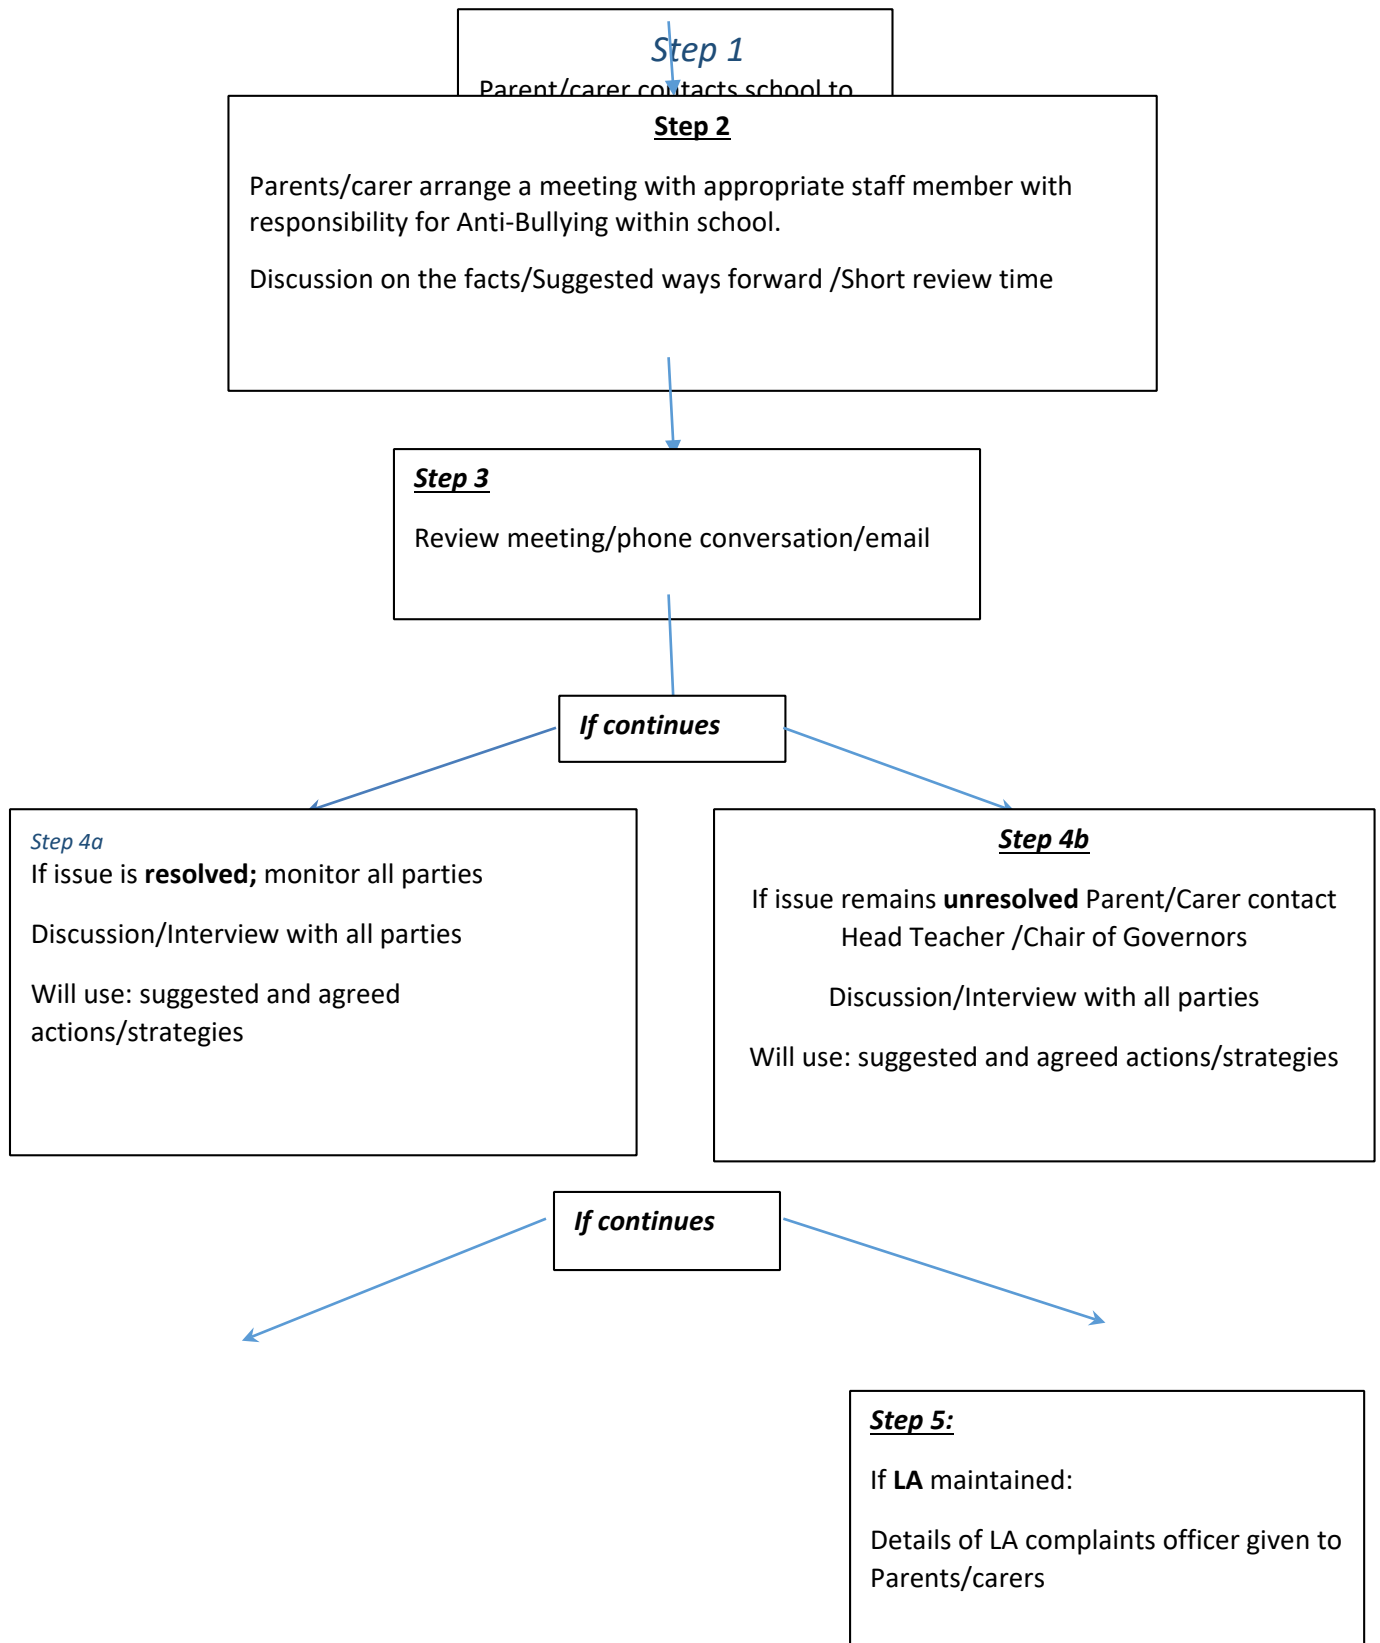 Step 1
Parent/carer contacts school to
Step 2
Parents/carer arrange a meeting with appropriate staff member with
responsibility for Anti-Bullying within school.
Discussion on the facts/Suggested ways forward /Short review time
Step 3
Review meeting/phone conversation/email
If continues
Step 4a
If issue is resolved; monitor all parties
Discussion/Interview with all parties
Will use: suggested and agreed
actions/strategies
Step 4b
If issue remains unresolved Parent/Carer contact
Head Teacher /Chair of Governors
Discussion/Interview with all parties
Will use: suggested and agreed actions/strategies
If continues
Step 5:
If LA maintained:
Details of LA complaints officer given to
Parents/carers